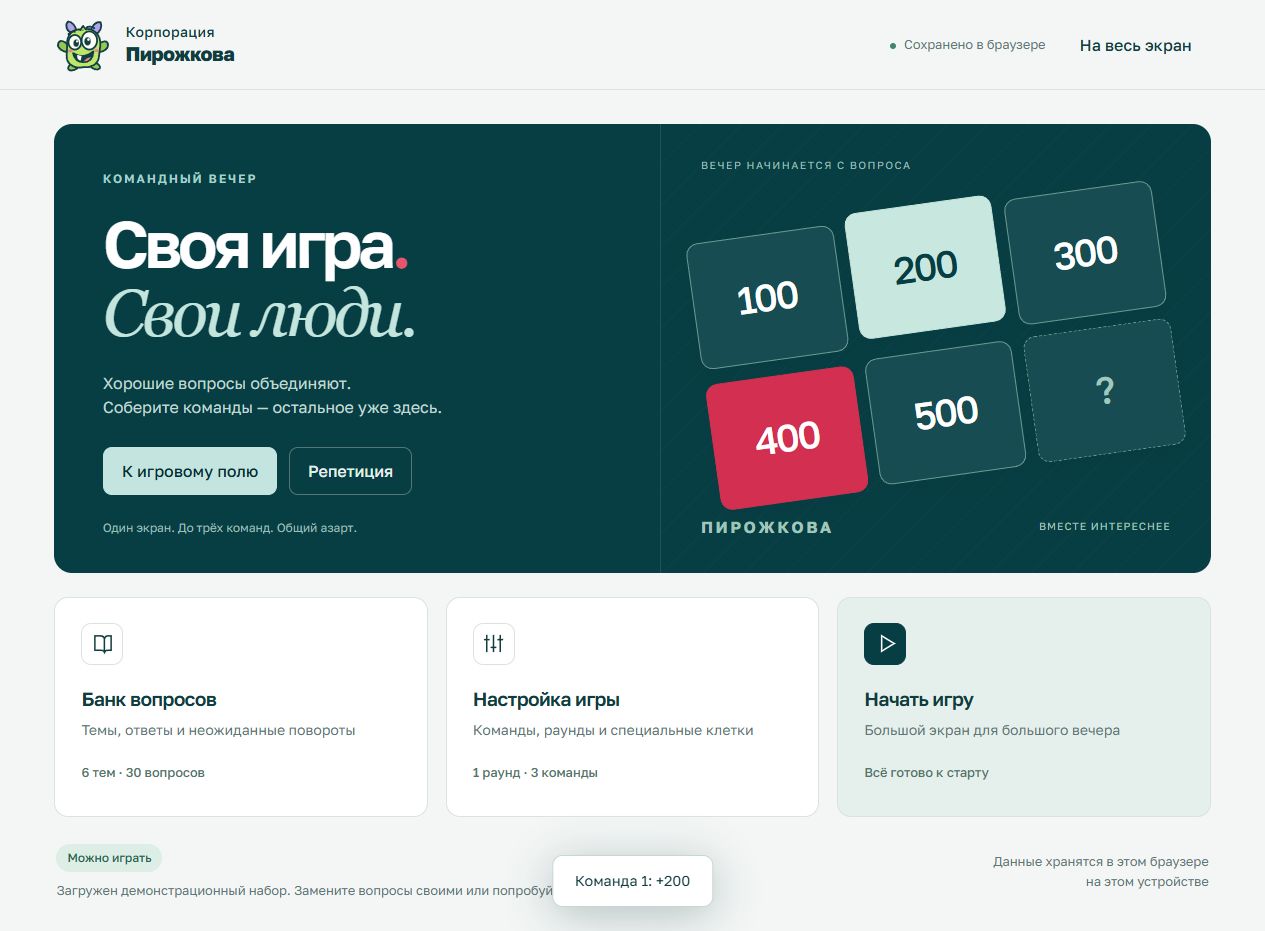 Корпорация
Пирожкова
Сохранено в браузере
На весь экран
КОМАНДНЫЙ ВЕЧЕР
Своя игра.
Свои люди.
Хорошие вопросы объединяют.
Соберите команды — остальное уже здесь.
К игровому полю
Репетиция
Один экран. До трёх команд. Общий азарт.
ВЕЧЕР НАЧИНАЕТСЯ С ВОПРОСА
100
200
300
400
500
?
ПИРОЖКОВА
ВМЕСТЕ ИНТЕРЕСНЕЕ
Банк вопросов
Темы, ответы и неожиданные повороты
6 тем · 30 вопросов
Настройка игры
Команды, раунды и специальные клетки
1 раунд · 3 команды
Начать игру
Большой экран для большого вечера
Всё готово к старту
Можно играть
Загружен демонстрационный набор. Замените вопросы своими или попробуй
Команда 1: +200
Данные хранятся в этом браузере
на этом устройстве